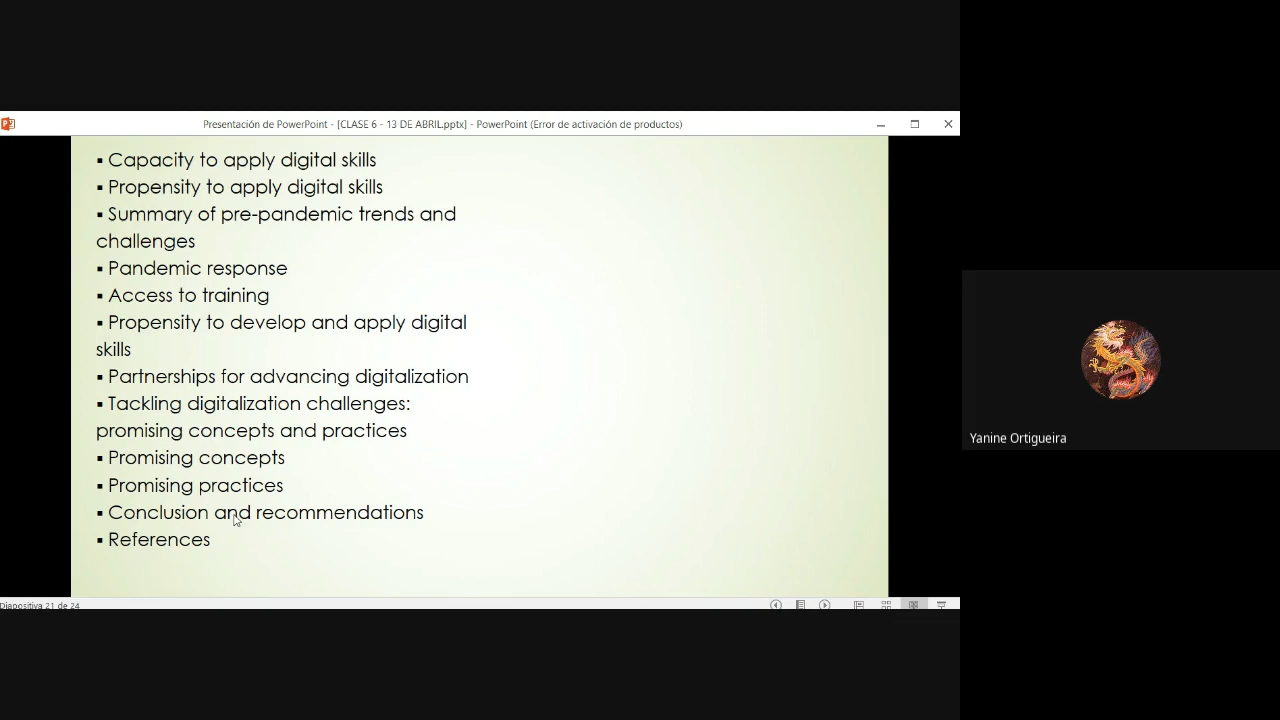 Presentación de PowerPoint - [CLASE 6 - 13 DE ABRIL.pptx] - PowerPoint (Error de activación de productos)
▪ Capacity to apply digital skills
▪ Propensity to apply digital skills
▪ Summary of pre-pandemic trends and
challenges
▪ Pandemic response
▪ Access to training
▪ Propensity to develop and apply digital
skills
▪ Partnerships for advancing digitalization
▪ Tackling digitalization challenges:
promising concepts and practices
▪ Promising concepts
▪ Promising practices
▪ Conclusion and recommendations
▪ References
Diapositiva 21 de 24
Yanine Ortigueira